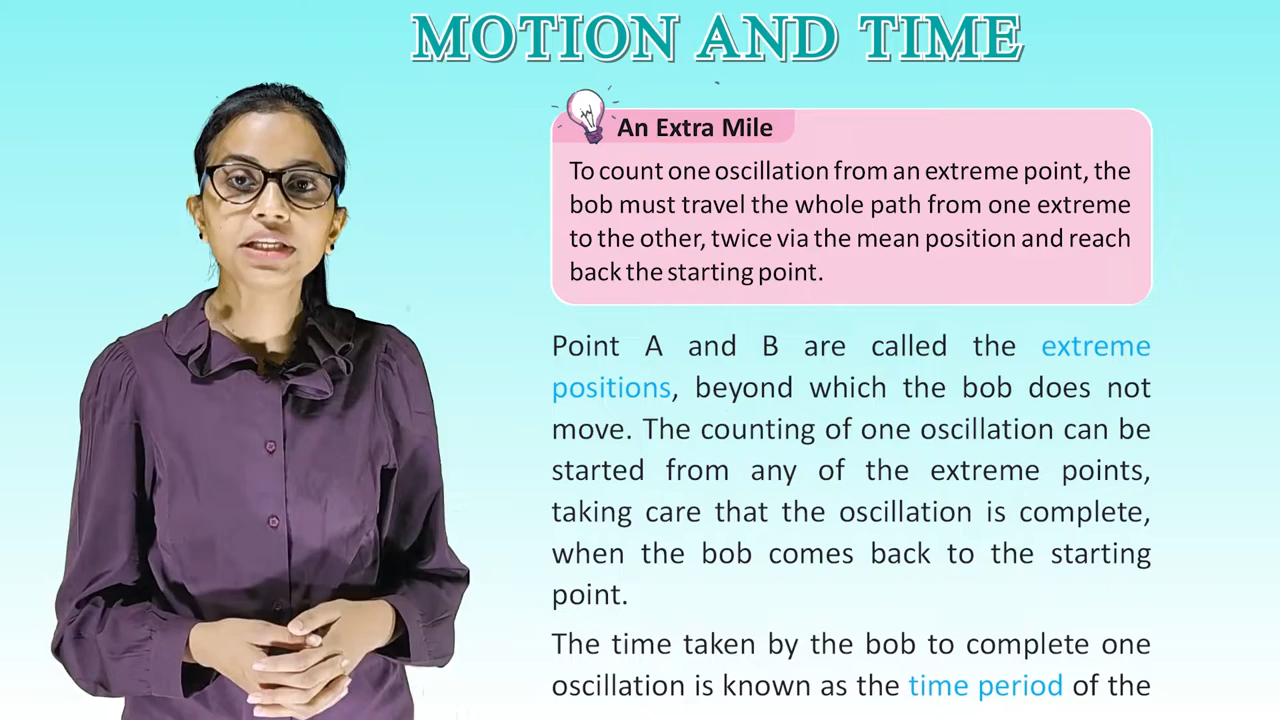 MOTION AND TIME
An Extra Mile
To count one oscillation from an extreme point, the
bob must travel the whole path from one extreme
to the other, twice via the mean position and reach
back the starting point.
Point A and B are called the extreme
positions, beyond which the bob does not
move. The counting of one oscillation can be
started from any of the extreme points,
taking care that the oscillation is complete,
when the bob comes back to the starting
point.
The time taken by the bob to complete one
oscillation is known as the time period of the